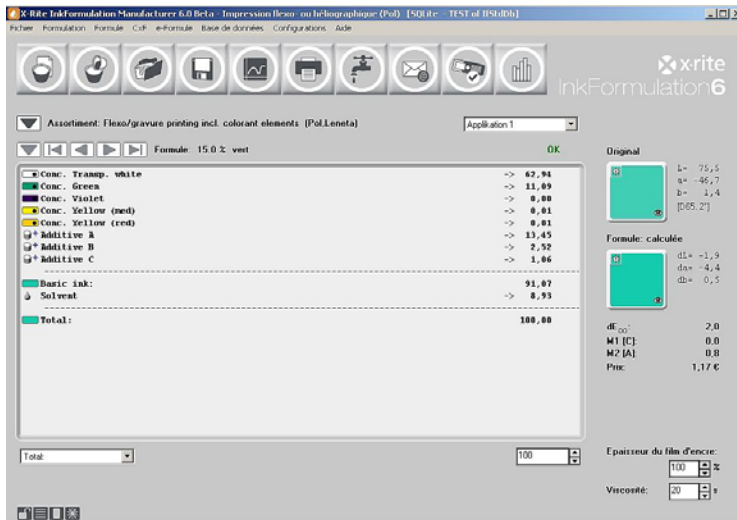 X-Rite InkFormulation Manufacturer 6.0 Beta - Impression flexo- ou héliographique (Pol) [SQLite - TEST of IFStdDb]
Fichier Formulation Formule CxF e-Formule Base de données Configurations Aide
x·rite
InkFormulation6
Assortiment: Flexo/gravure printing incl. colorant elements (Pol,Leneta)
Applikation 1
Formule: 15.0 % vert
OK
Original
Conc. Transp. white -> 62,94
Conc. Green -> 11,09
Conc. Violet -> 0,00
Conc. Yellow (med) -> 0,01
Conc. Yellow (red) -> 0,01
Additive A -> 13,45
Additive B -> 2,52
Additive C -> 1,06
Basic ink: 91,07
Solvent -> 8,93
Total: 100,00
L= 75,5
a= -46,7
b= 1,4
[D65.2°]
Formule: calculée
dL= -1,9
da= -4,4
db= 0,5
dE00: 2,0
M1 [C]: 0.0
M2 [A]: 0,8
Prix: 1,17 €
Total:
100
Epaisseur du film d'encre:
100 %
Viscosité: 20 s